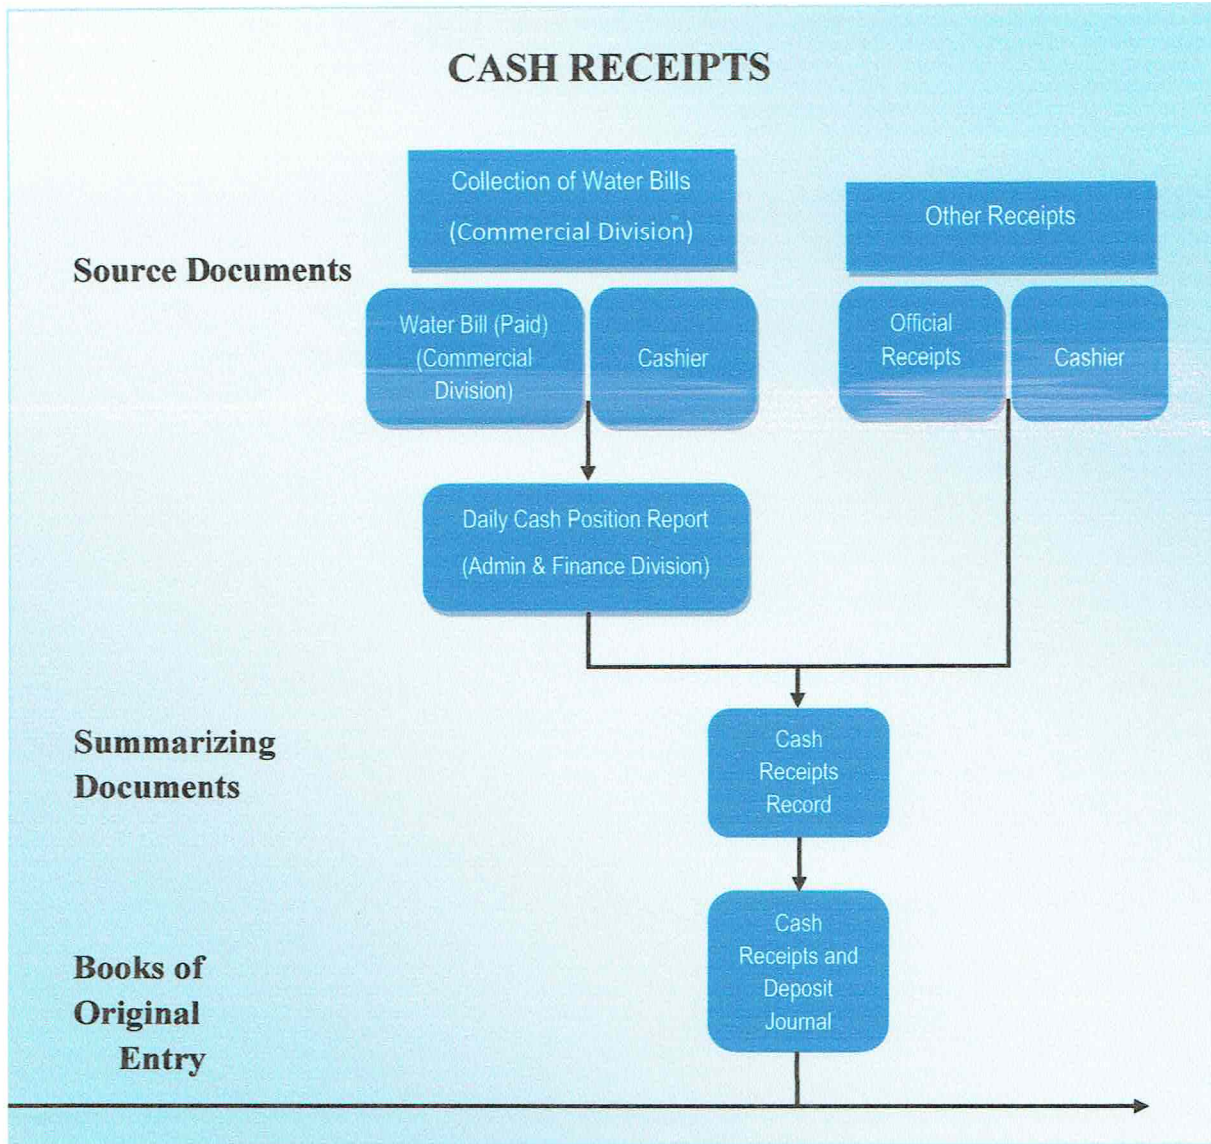 CASH RECEIPTS
Collection of Water Bills
(Commercial Division)
Other Receipts
Source Documents
Water Bill (Paid)
(Commercial
Division)
Cashier
Official
Receipts
Cashier
Daily Cash Position Report
(Admin & Finance Division)
Summarizing
Documents
Cash
Receipts
Record
Books of
Original
Entry
Cash
Receipts and
Deposit
Journal